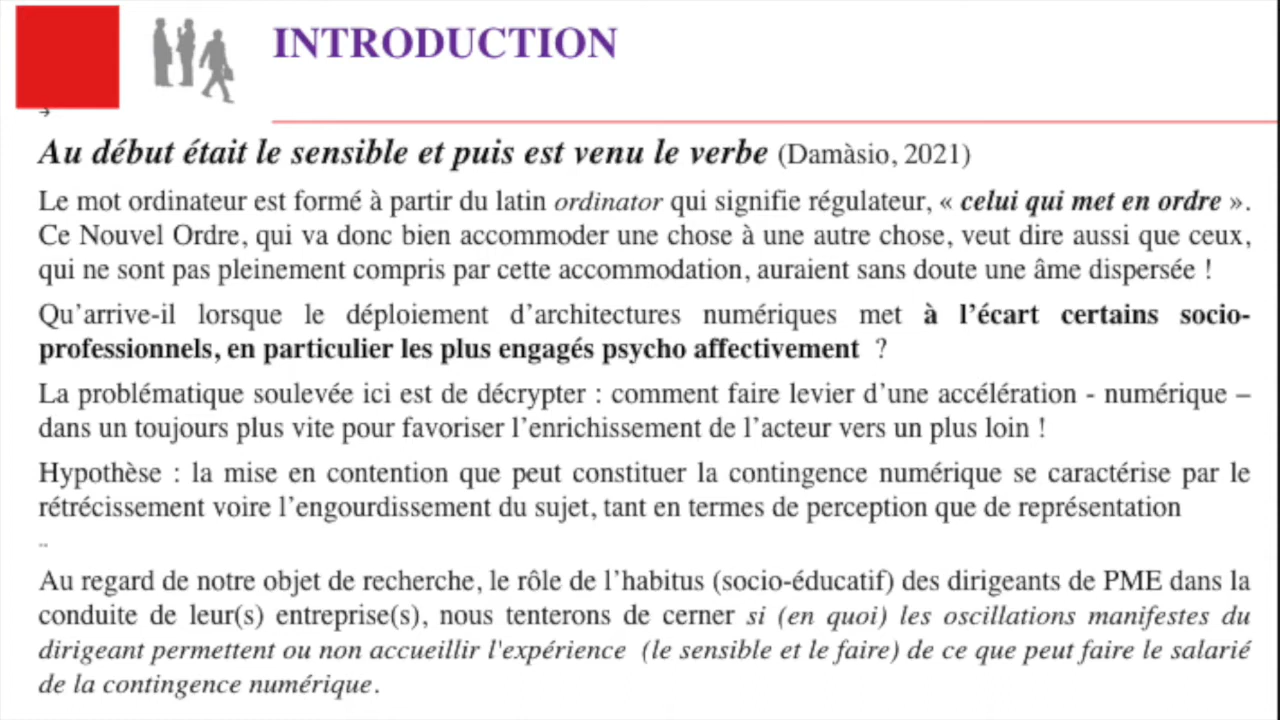 INTRODUCTION
→
Au début était le sensible et puis est venu le verbe (Damàsio, 2021)
Le mot ordinateur est formé à partir du latin ordinator qui signifie régulateur, « celui qui met en ordre ».
Ce Nouvel Ordre, qui va donc bien accommoder une chose à une autre chose, veut dire aussi que ceux,
qui ne sont pas pleinement compris par cette accommodation, auraient sans doute une âme dispersée !
Qu’arrive-il lorsque le déploiement d’architectures numériques met à l’écart certains socio-
professionnels, en particulier les plus engagés psycho affectivement ?
La problématique soulevée ici est de décrypter : comment faire levier d’une accélération - numérique –
dans un toujours plus vite pour favoriser l’enrichissement de l’acteur vers un plus loin !
Hypothèse : la mise en contention que peut constituer la contingence numérique se caractérise par le
rétrécissement voire l’engourdissement du sujet, tant en termes de perception que de représentation
..
Au regard de notre objet de recherche, le rôle de l’habitus (socio-éducatif) des dirigeants de PME dans la
conduite de leur(s) entreprise(s), nous tenterons de cerner si (en quoi) les oscillations manifestes du
dirigeant permettent ou non accueillir l'expérience (le sensible et le faire) de ce que peut faire le salarié
de la contingence numérique.